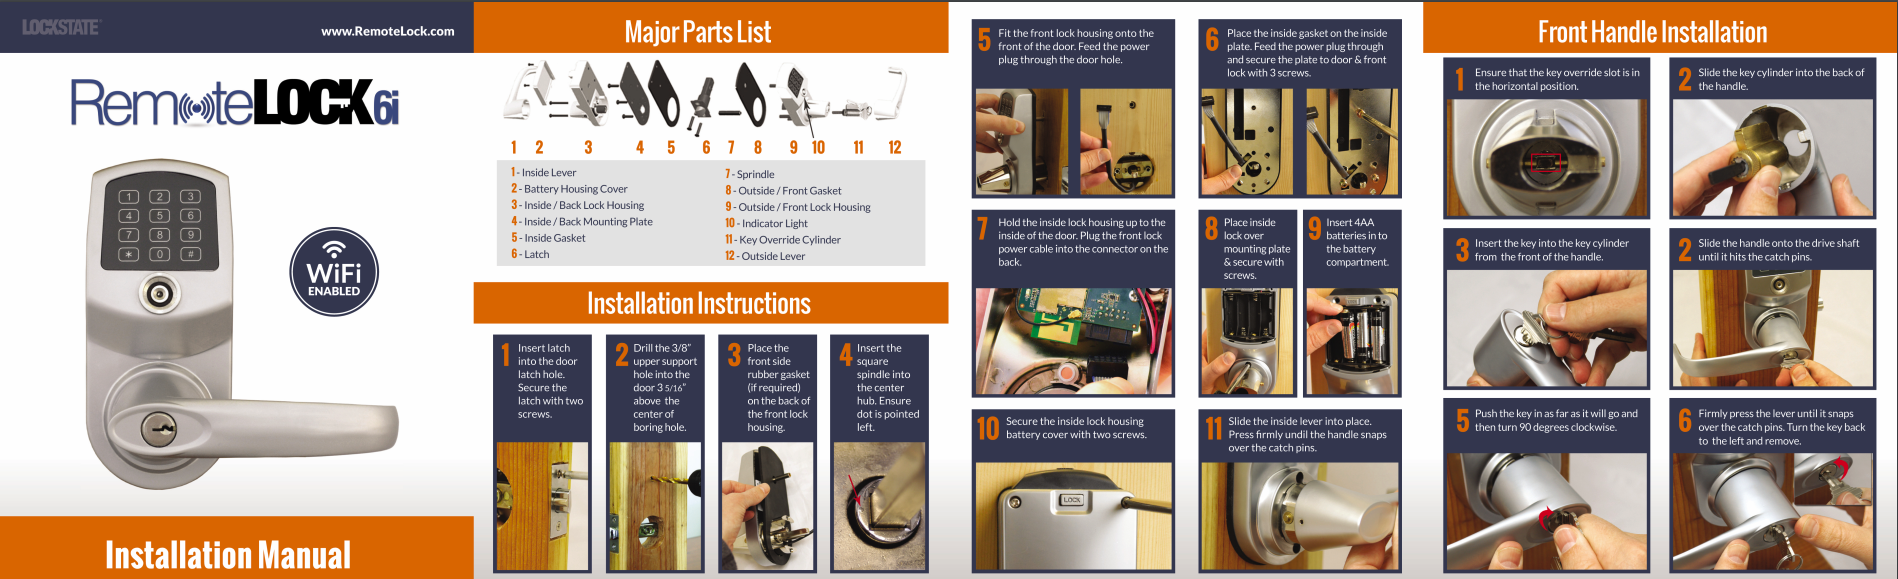 LOCKSTATE
www.RemoteLock.com
RemoteLOCK6i
1 2 3
4 5 6
7 8 9
* 0 #
WiFi
ENABLED
Installation Manual
Major Parts List
1 2 3 4 5 6 7 8 9 10 11 12
1 - Inside Lever
2 - Battery Housing Cover
3 - Inside / Back Lock Housing
4 - Inside / Back Mounting Plate
5 - Inside Gasket
6 - Latch
7 - Sprindle
8 - Outside / Front Gasket
9 - Outside / Front Lock Housing
10 - Indicator Light
11 - Key Override Cylinder
12 - Outside Lever
Installation Instructions
1 Insert latch
into the door
latch hole.
Secure the
latch with two
screws.
2 Drill the 3/8"
upper support
hole into the
door 3 5/16"
above the
center of
boring hole.
3 Place the
front side
rubber gasket
(if required)
on the back of
the front lock
housing.
4 Insert the
square
spindle into
the center
hub. Ensure
dot is pointed
left.
5 Fit the front lock housing onto the
front of the door. Feed the power
plug through the door hole.
6 Place the inside gasket on the inside
plate. Feed the power plug through
and secure the plate to door & front
lock with 3 screws.
7 Hold the inside lock housing up to the
inside of the door. Plug the front lock
power cable into the connector on the
back.
8 Place inside
lock over
mounting plate
& secure with
screws.
9 Insert 4AA
batteries in to
the battery
compartment.
10 Secure the inside lock housing
battery cover with two screws.
LOCK
11 Slide the inside lever into place.
Press firmly undil the handle snaps
over the catch pins.
Front Handle Installation
1 Ensure that the key override slot is in
the horizontal position.
2 Slide the key cylinder into the back of
the handle.
3 Insert the key into the key cylinder
from the front of the handle.
2 Slide the handle onto the drive shaft
until it hits the catch pins.
5 Push the key in as far as it will go and
then turn 90 degrees clockwise.
6 Firmly press the lever until it snaps
over the catch pins. Turn the key back
to the left and remove.